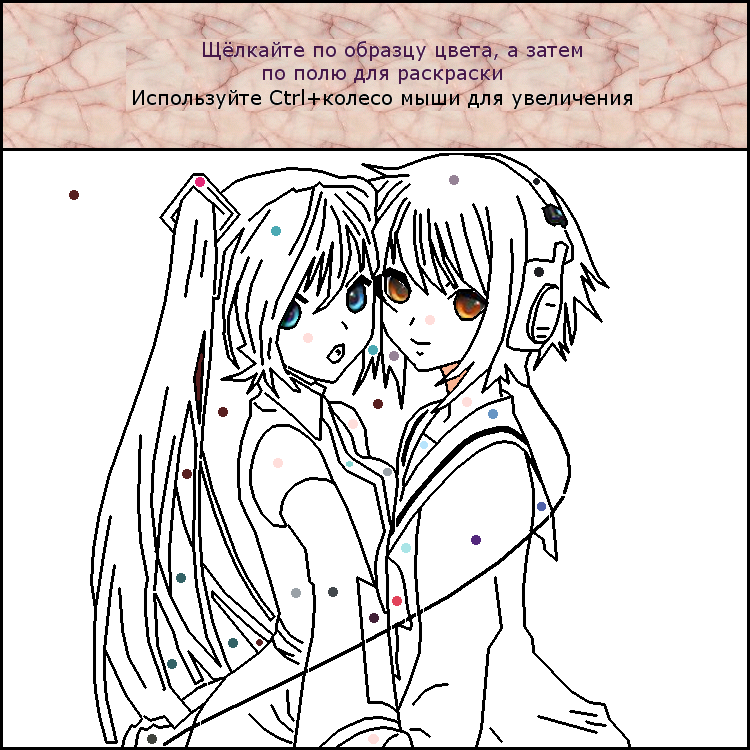 Щёлкайте по образцу цвета, а затем
по полю для раскраски
Используйте Ctrl+колесо мыши для увеличения